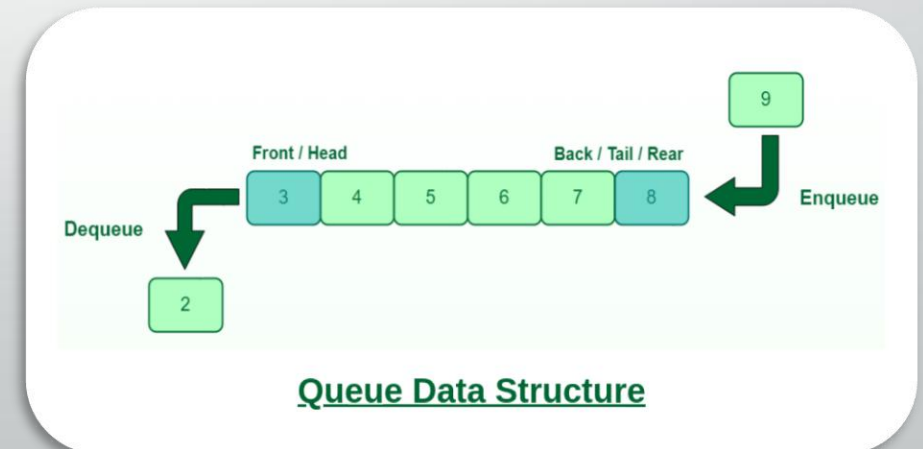 9
Front / Head
Back / Tail / Rear
3 4 5 6 7 8
Enqueue
Dequeue
2
Queue Data Structure